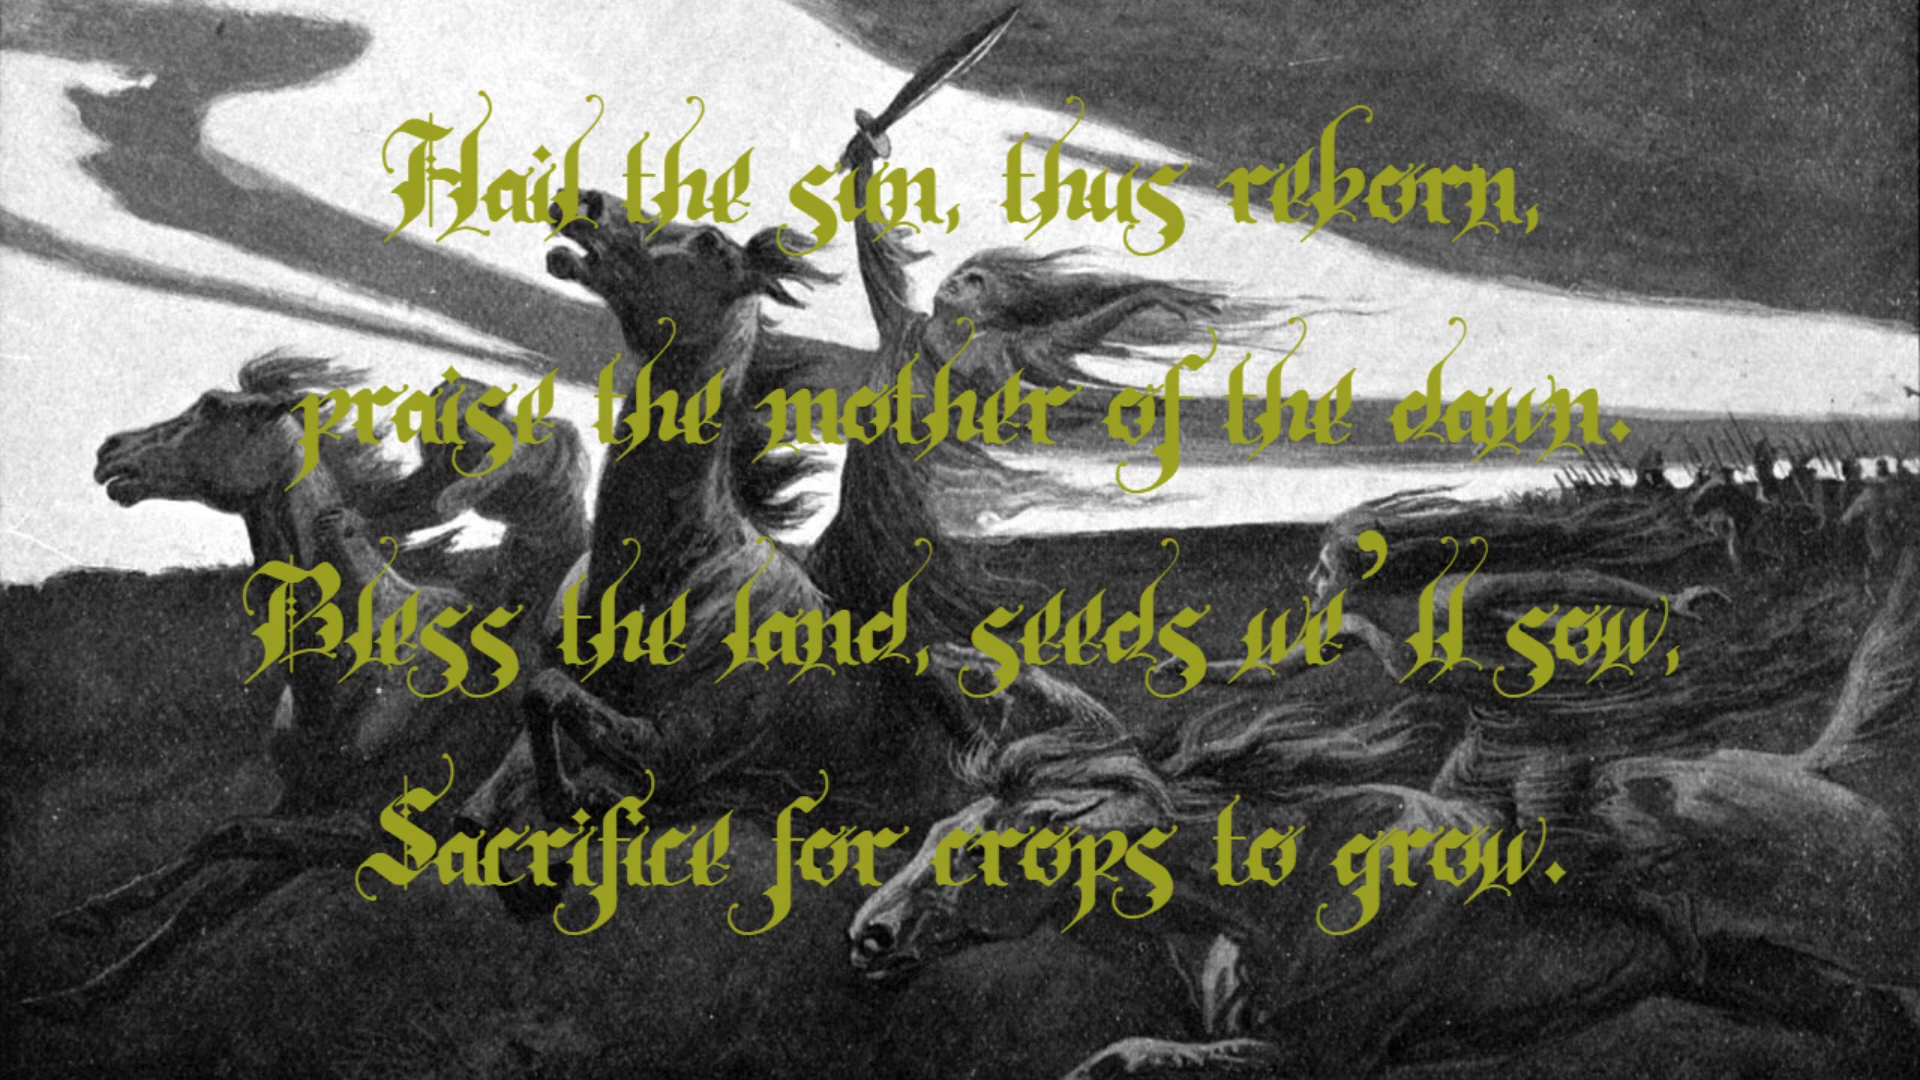 Hail the sun, thus reborn,
praise the mother of the dawn.
Bless the land, seeds we'll sow,
Sacrifice for crops to grow.